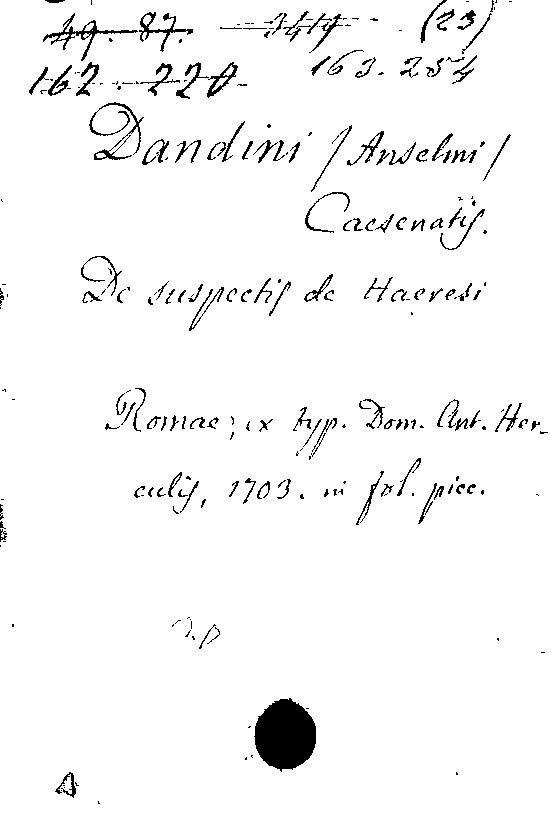 49. 87. 3419 (23)
162. 220 163. 254
Dandini /Anselmi/
Caesenatis.
De suspectis de Haeresi
Romae; ex typ. Dom. Ant. Her-
culis, 1703. in fol. picc.